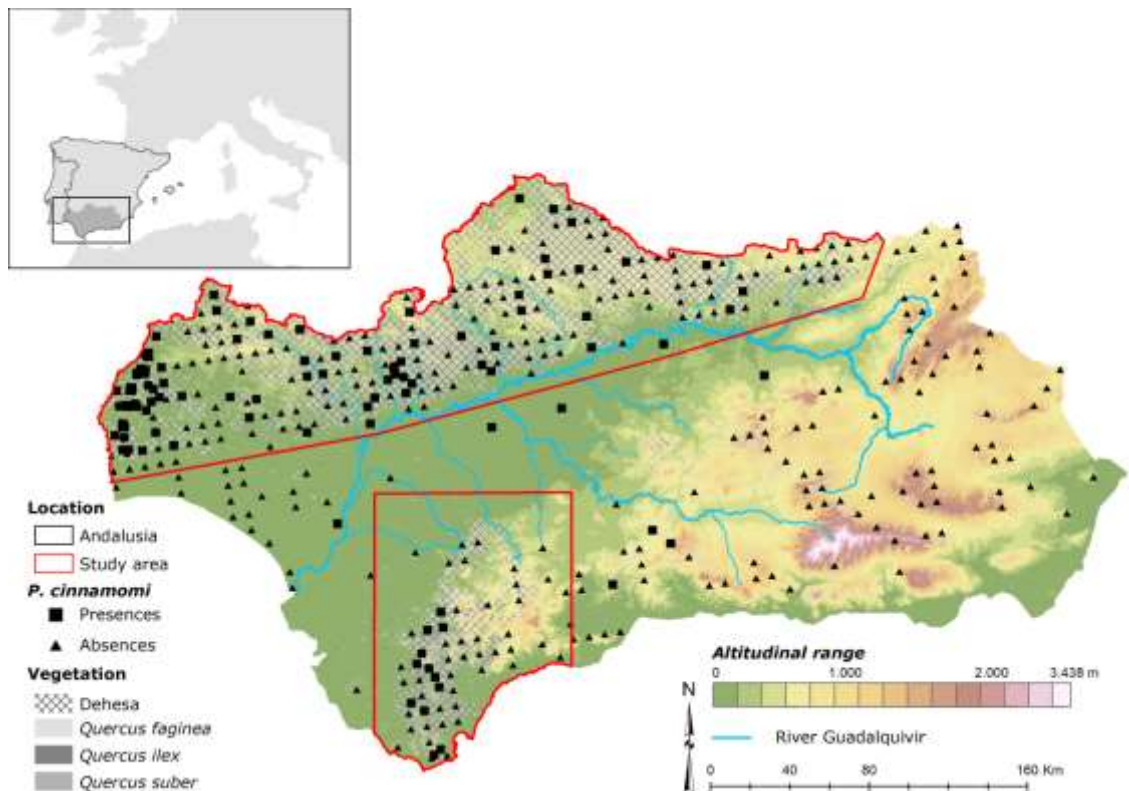 Location
Andalusia
Study area
P. cinnamomi
Presences
Absences
Vegetation
Dehesa
Quercus faginea
Quercus ilex
Quercus suber
Altitudinal range
0 1.000 2.000 3.438 m
N
River Guadalquivir
0 40 80 160 Km